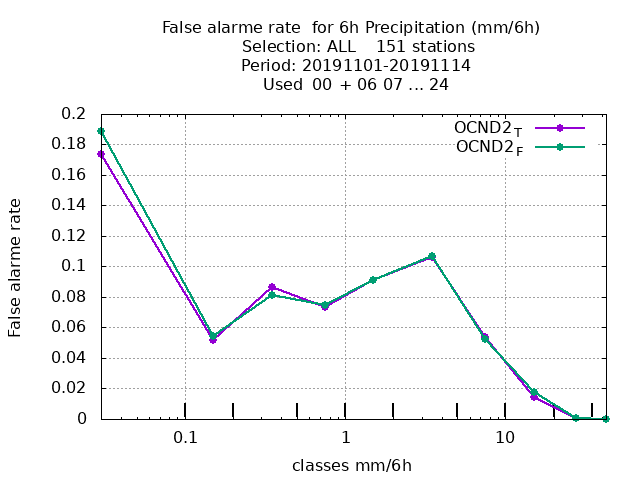 False alarme rate  for 6h Precipitation (mm/6h)
Selection: ALL    151 stations
Period: 20191101-20191114
Used  00 + 06 07 ... 24
OCND2T
OCND2F
False alarme rate
0.2
0.18
0.16
0.14
0.12
0.1
0.08
0.06
0.04
0.02
0
0.1 1 10
classes mm/6h